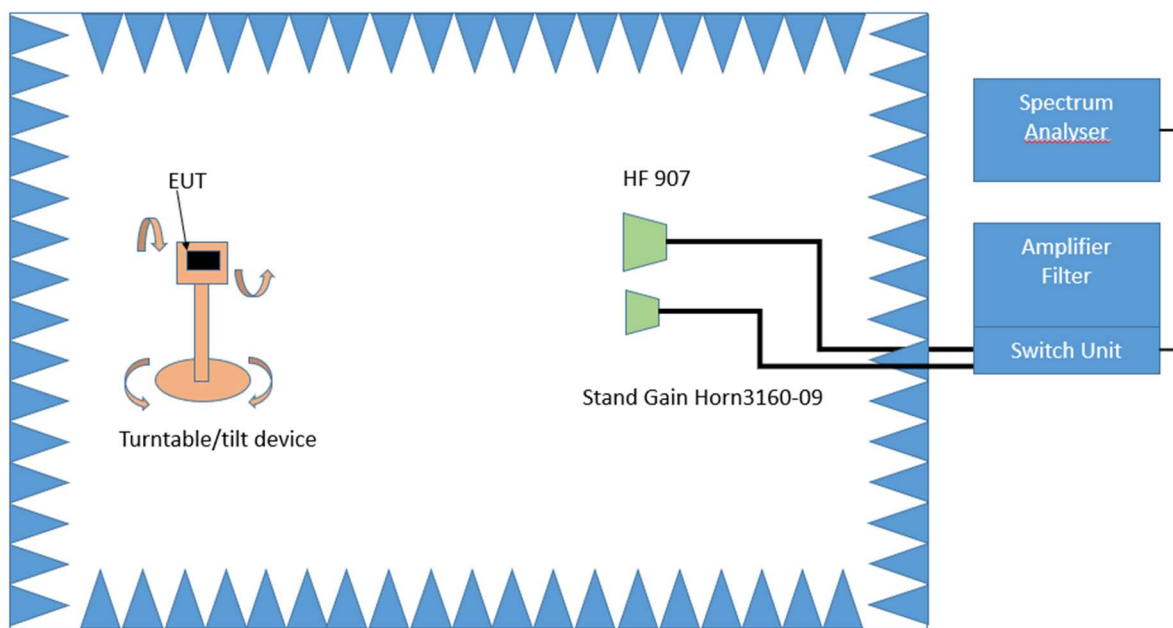 Spectrum
Analyser
EUT
HF 907
Amplifier
Filter
Switch Unit
Stand Gain Horn3160-09
Turntable/tilt device